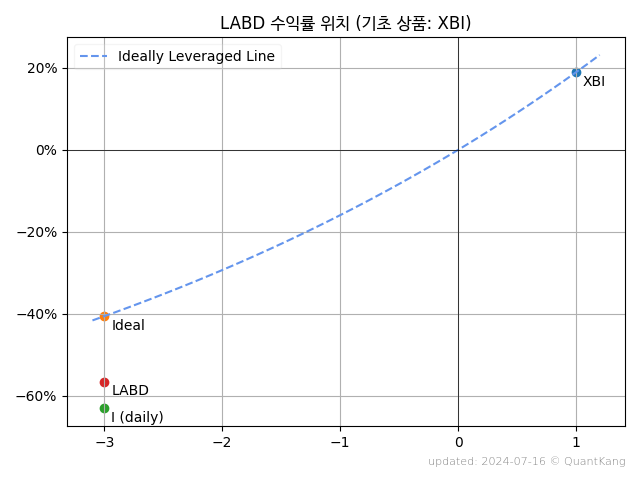 LABD 수익률 위치 (기초 상품: XBI)
Ideally Leveraged Line
20%
XBI
0%
−20%
−40%
Ideal
LABD
−60%
I (daily)
−3
−2
−1
0
1
updated: 2024-07-16 © QuantKang